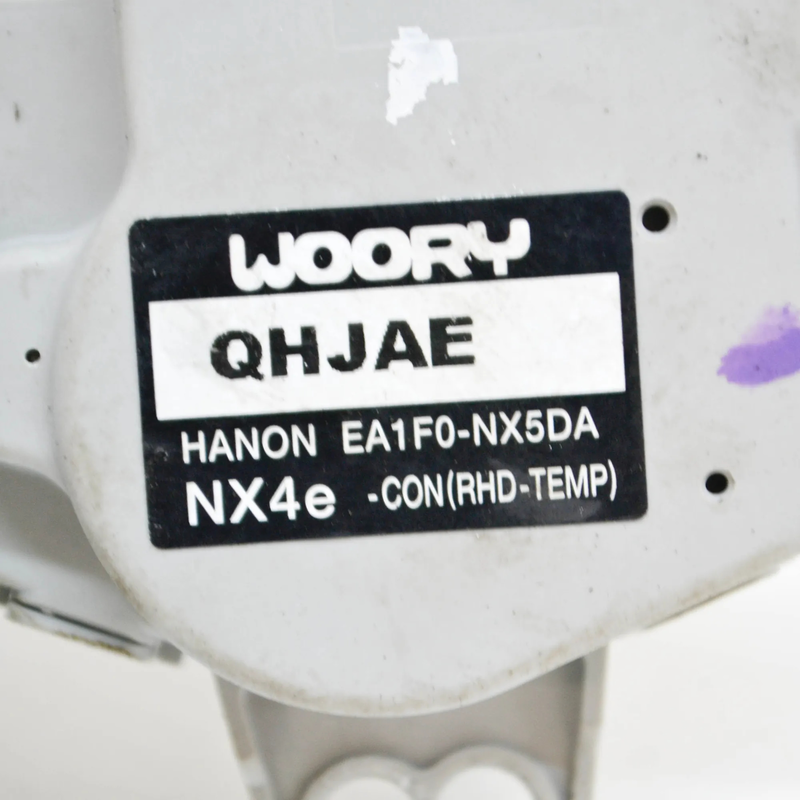 WOORY
QHJAE
HANON EA1F0-NX5DA
NX4e -CON(RHD-TEMP)